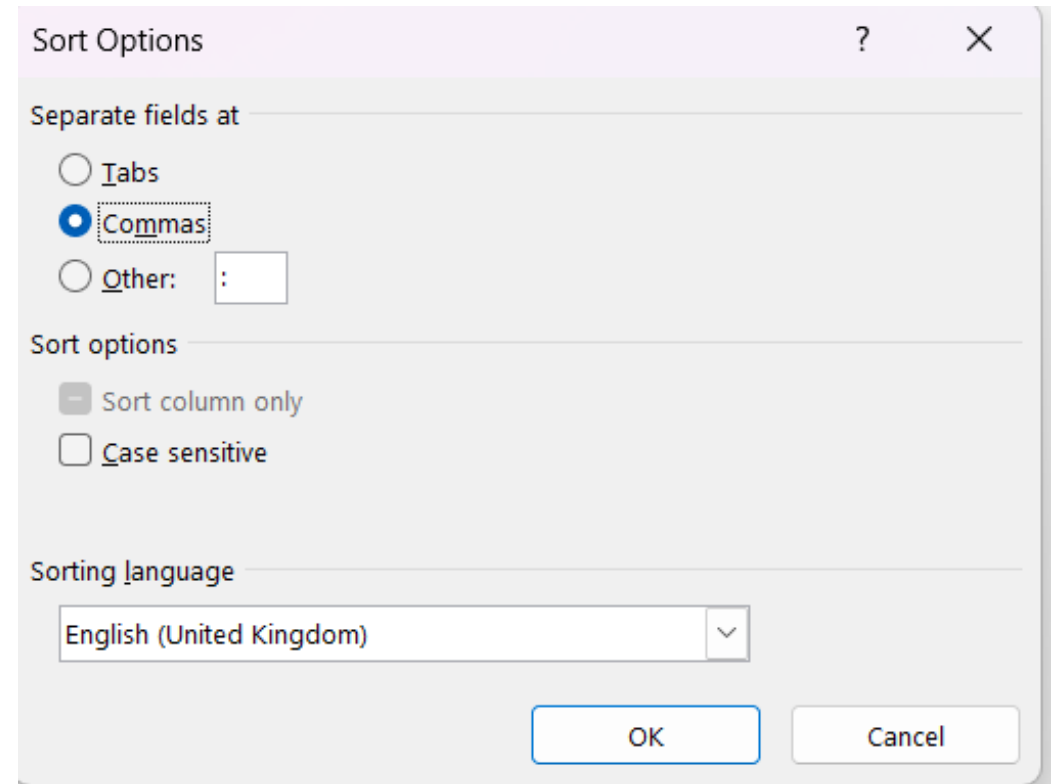 Sort Options ?
Separate fields at
Tabs
Commas
Other: :
Sort options
Sort column only
Case sensitive
Sorting language
English (United Kingdom)
OK Cancel